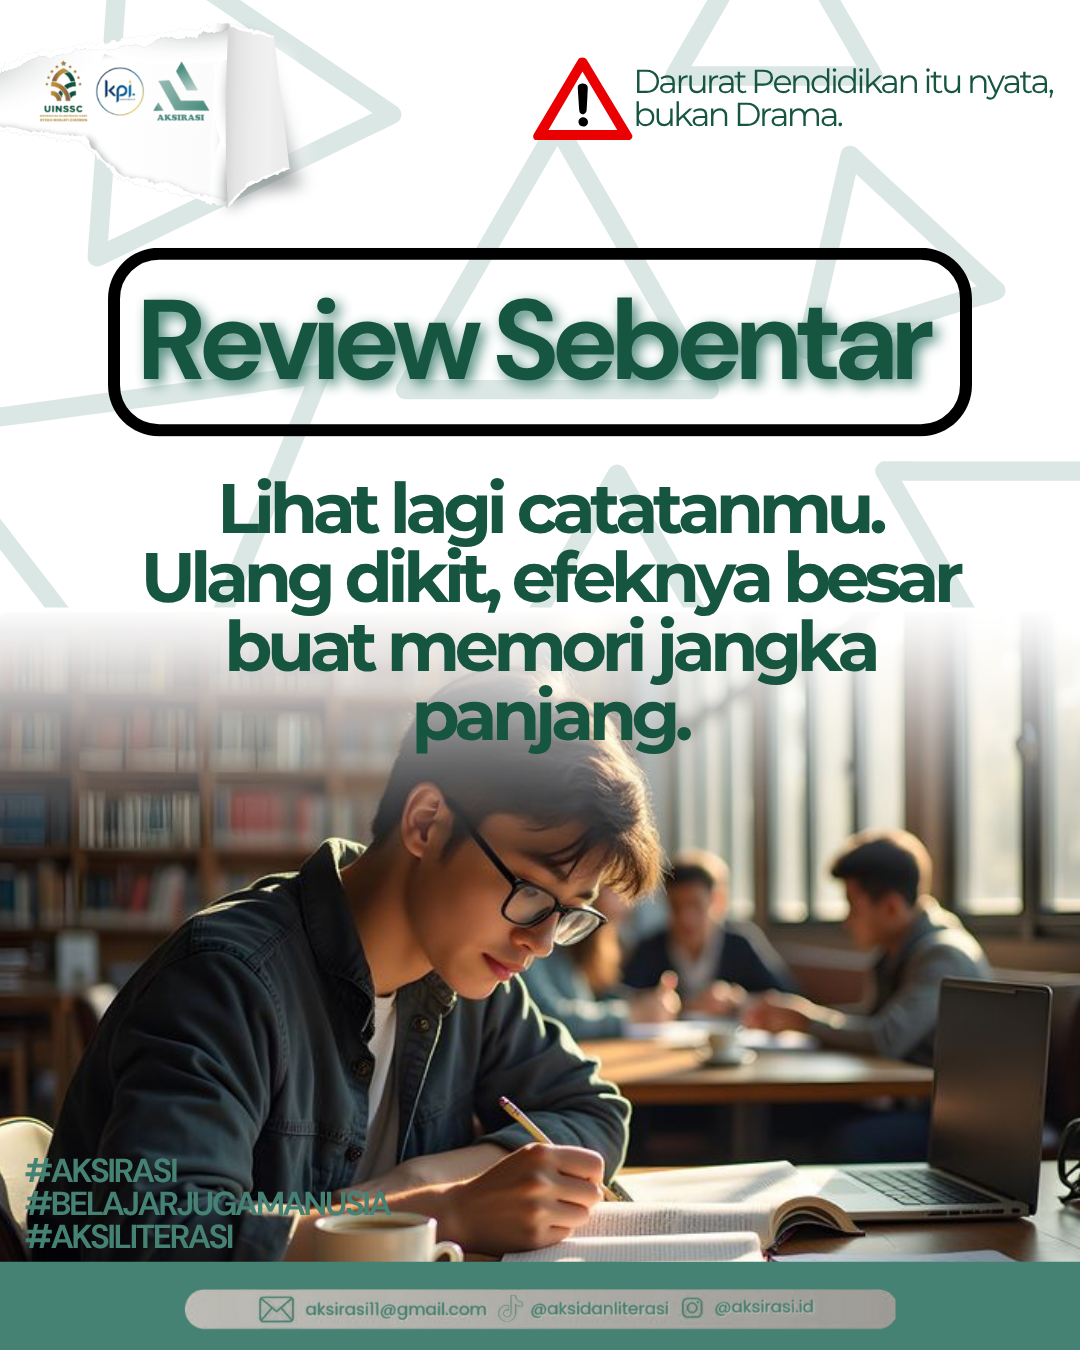 UINSSC
kpi.
AKSIRASI
Darurat Pendidikan itu nyata,
bukan Drama.
Review Sebentar
Lihat lagi catatanmu.
Ulang dikit, efeknya besar
buat memori jangka
panjang.
#AKSIRASI
#BELAJARJUGAMANUSIA
#AKSILITERASI
aksirasi11@gmail.com @aksidanliterasi @aksirasi.id